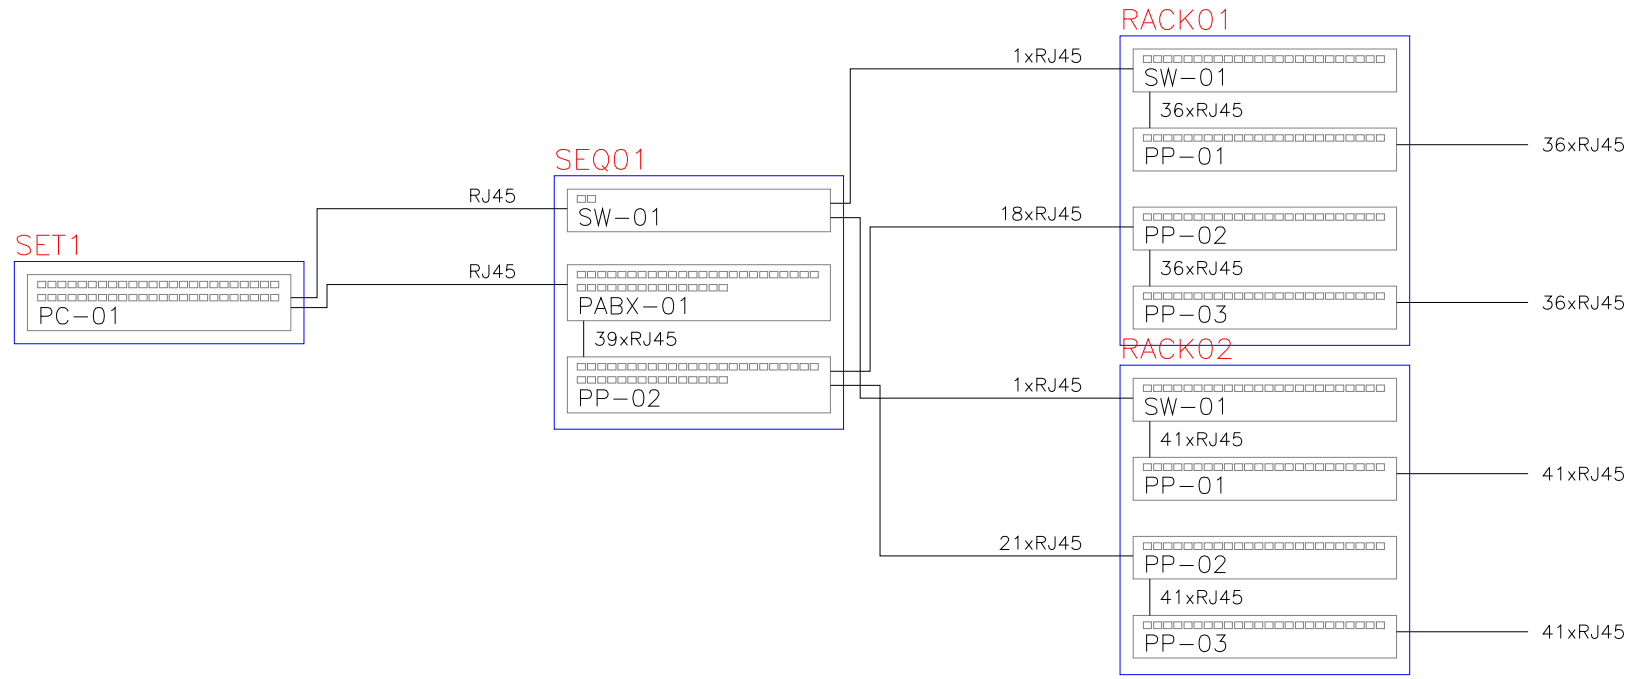 SET1
PC-01
RJ45
RJ45
SEQ01
SW-01
PABX-01
39xRJ45
PP-02
1xRJ45
18xRJ45
1xRJ45
21xRJ45
RACK01
SW-01
36xRJ45
PP-01
36xRJ45
PP-02
36xRJ45
PP-03
36xRJ45
RACK02
SW-01
41xRJ45
PP-01
41xRJ45
PP-02
41xRJ45
PP-03
41xRJ45